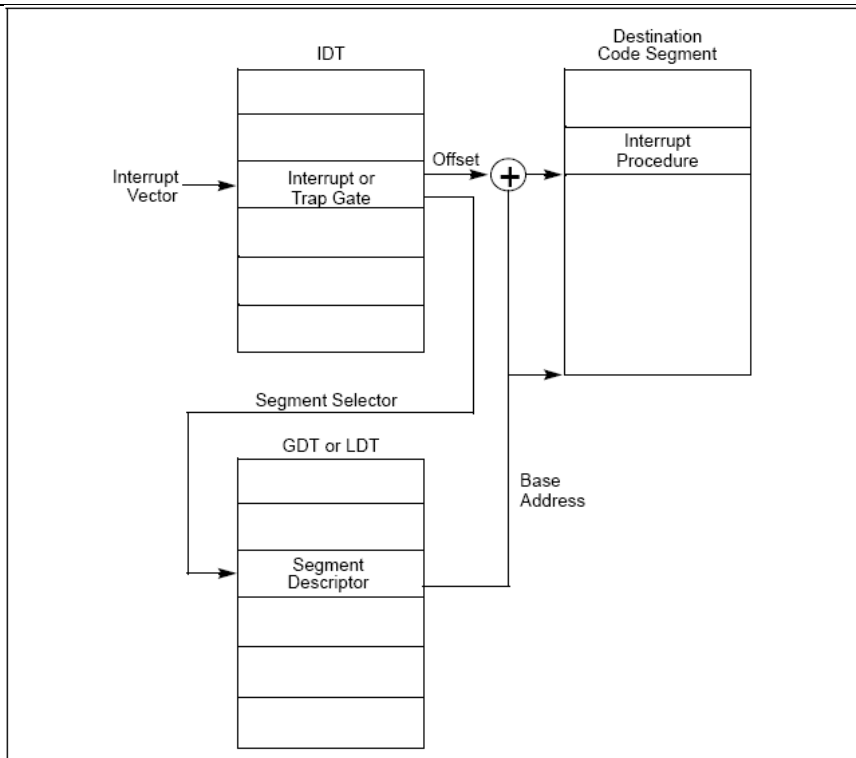 IDT
Destination
Code Segment
Interrupt
Vector
Interrupt or
Trap Gate
Offset
+
Interrupt
Procedure
Segment Selector
GDT or LDT
Segment
Descriptor
Base
Address